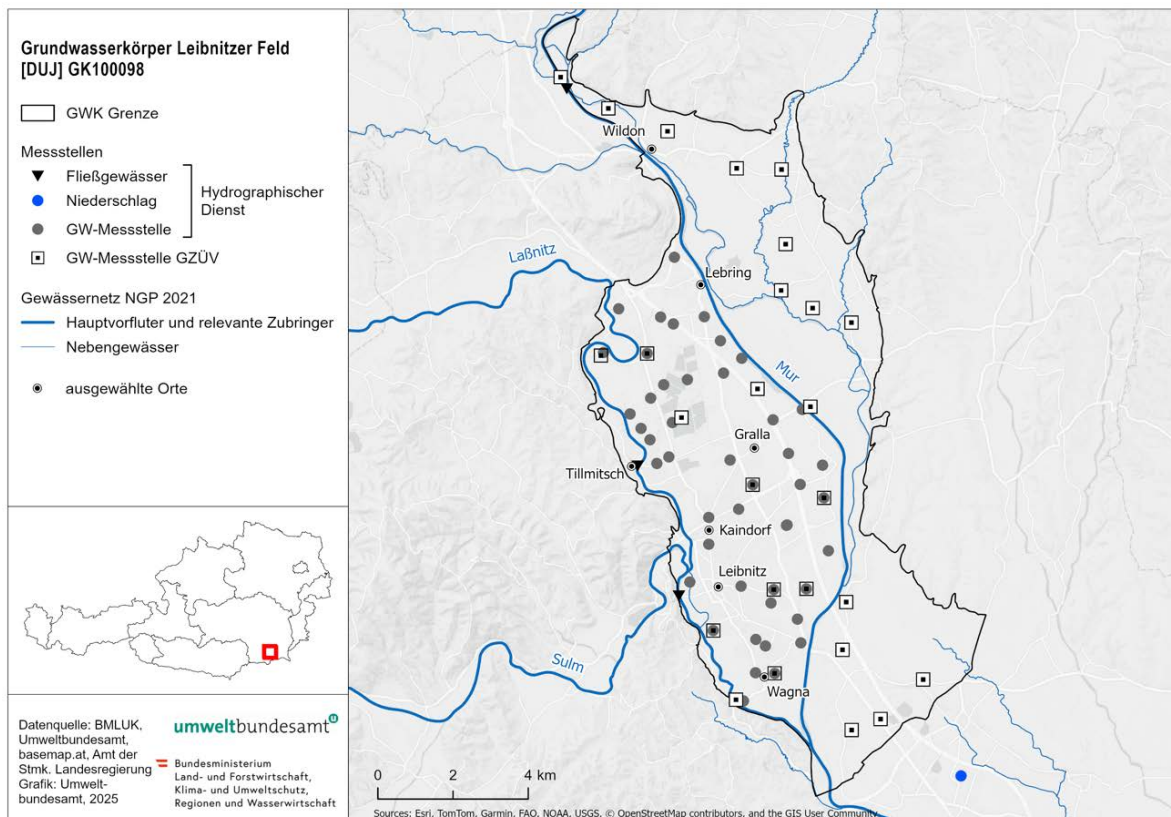 Grundwasserkörper Leibnitzer Feld
[DUJ] GK100098
GWK Grenze
Messstellen
Fließgewässer
Niederschlag
GW-Messstelle
Hydrographischer
Dienst
GW-Messstelle GZÜV
Gewässernetz NGP 2021
Hauptvorfluter und relevante Zubringer
Nebengewässer
ausgewählte Orte
Datenquelle: BMLUK,
Umweltbundesamt,
basemap.at, Amt der
Stmk. Landesregierung
Grafik: Umwelt-
bundesamt, 2025
umweltbundesamt
Bundesministerium
Land- und Forstwirtschaft,
Klima- und Umweltschutz,
Regionen und Wasserwirtschaft
Wildon
Laßnitz
Lebring
Mur
Gralla
Tillmitsch
Kaindorf
Leibnitz
Sulm
Wagna
0 2 4 km
Sources: Esri, TomTom, Garmin, FAO, NOAA, USGS, © OpenStreetMap contributors, and the GIS User Community